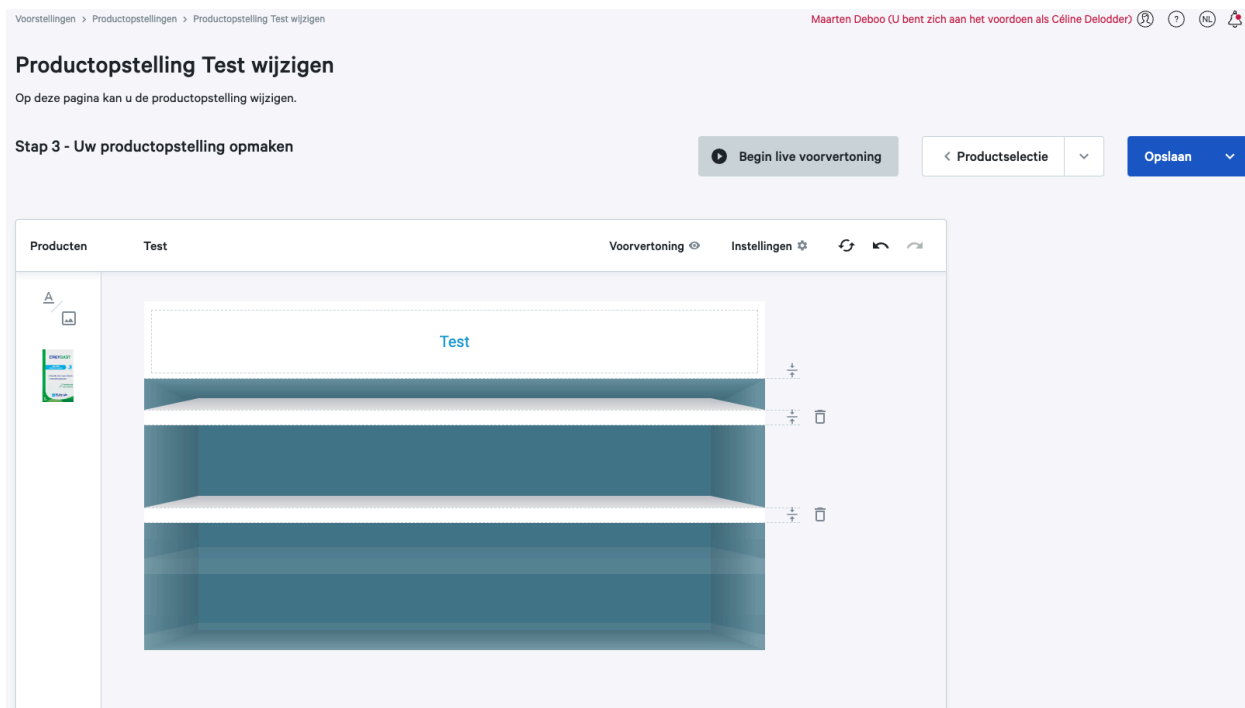 Voorstellingen > Productopstellingen > Productopstelling Test wijzigen
Maarten Deboo (U bent zich aan het voordoen als Céline Delodder)
? NL
Productopstelling Test wijzigen
Op deze pagina kan u de productopstelling wijzigen.
Stap 3 - Uw productopstelling opmaken
Begin live voorvertoning
< Productselectie
Opslaan
Producten
Test
Voorvertoning
Instellingen
A
Test